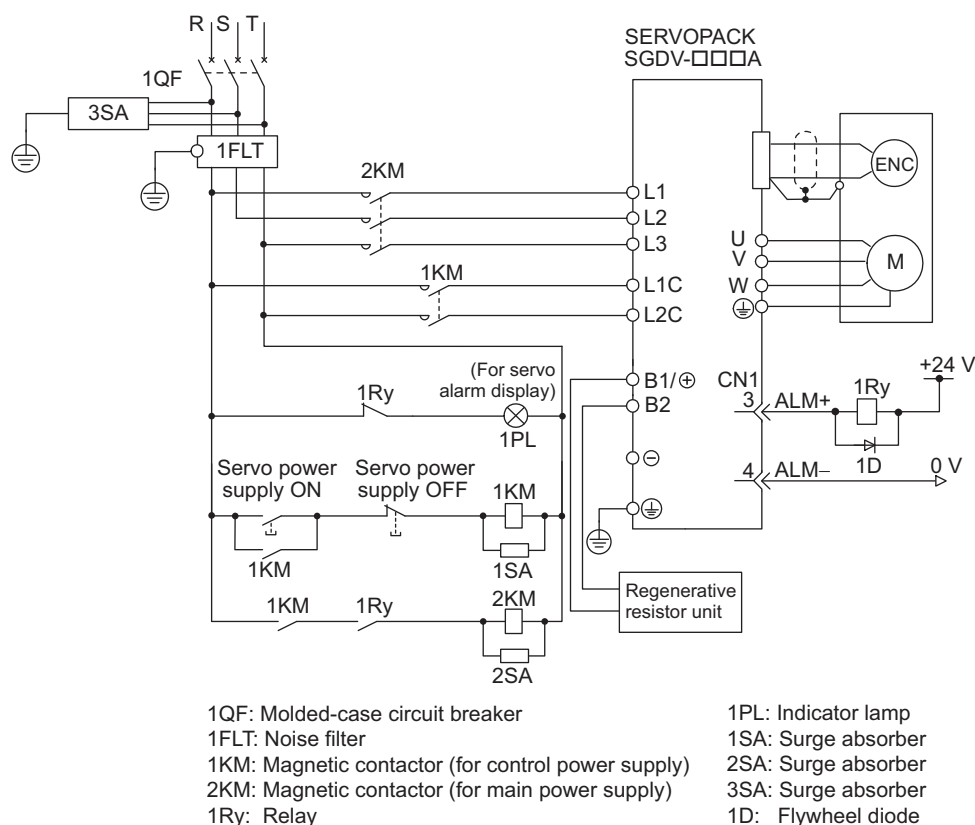 R S T
SERVOPACK
SGDV-□□□A
1QF
3SA
1FLT
2KM
ENC
L1
L2
L3
U
V
W
M
1KM
L1C
L2C
(For servo
alarm display)
1Ry
1PL
B1/⊕
B2
CN1
3
ALM+
1Ry
+24 V
1D
⊖
4
ALM−
0 V
Servo power
supply ON
Servo power
supply OFF
1KM
1KM
1SA
1KM
1Ry
2KM
2SA
Regenerative
resistor unit
1QF: Molded-case circuit breaker
1FLT: Noise filter
1KM: Magnetic contactor (for control power supply)
2KM: Magnetic contactor (for main power supply)
1Ry: Relay
1PL: Indicator lamp
1SA: Surge absorber
2SA: Surge absorber
3SA: Surge absorber
1D: Flywheel diode